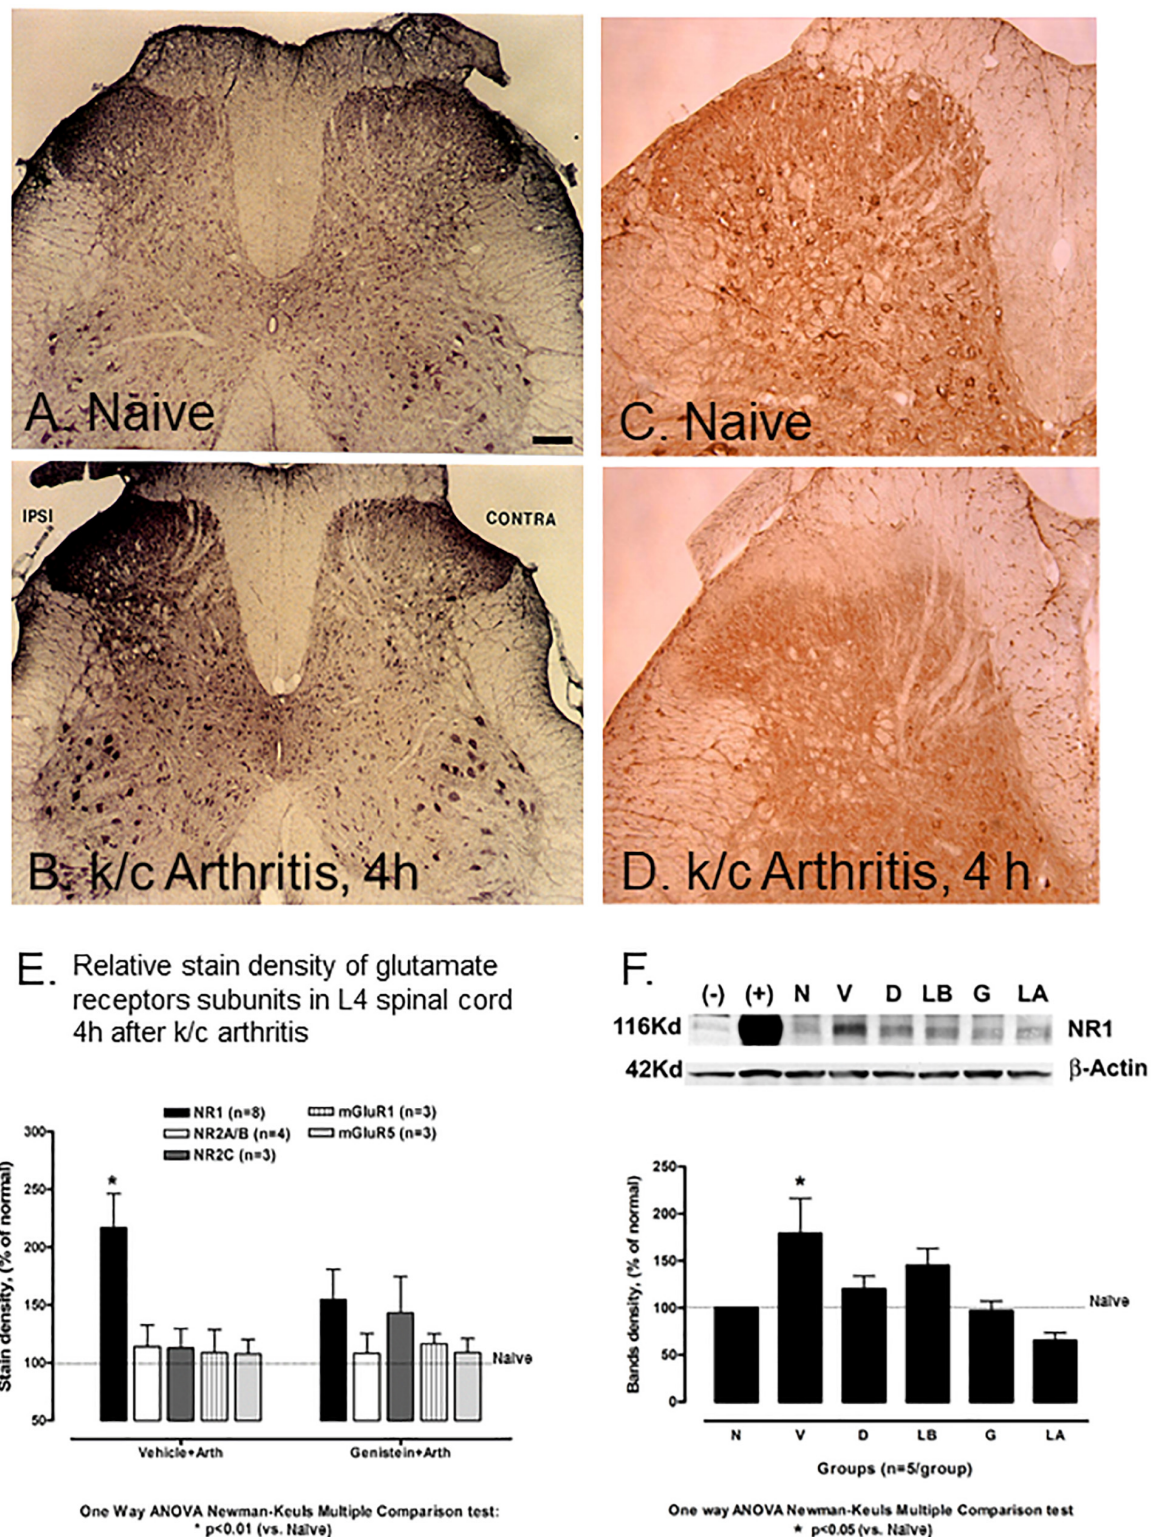 A. Naive
C. Naive
IPSI
CONTRA
B. k/c Arthritis, 4h
D. k/c Arthritis, 4 h
E. Relative stain density of glutamate
receptors subunits in L4 spinal cord
4h after k/c arthritis
NR1 (n=8)
NR2A/B (n=4)
NR2C (n=3)
mGluR1 (n=3)
mGluR5 (n=3)
Stain density, (% of normal)
300
250
200
150
100
50
*
Naïve
Vehicle+Arth
Genistein+Arth
One Way ANOVA Newman-Keuls Multiple Comparison test:
* p<0.01 (vs. Naïve)
F.
(-) (+) N V D LB G LA
116Kd NR1
42Kd β-Actin
Bands density, (% of normal)
250
200
150
100
50
0
*
Naïve
N V D LB G LA
Groups (n=5/group)
One way ANOVA Newman-Keuls Multiple Comparison test
* p<0.05 (vs. Naïve)